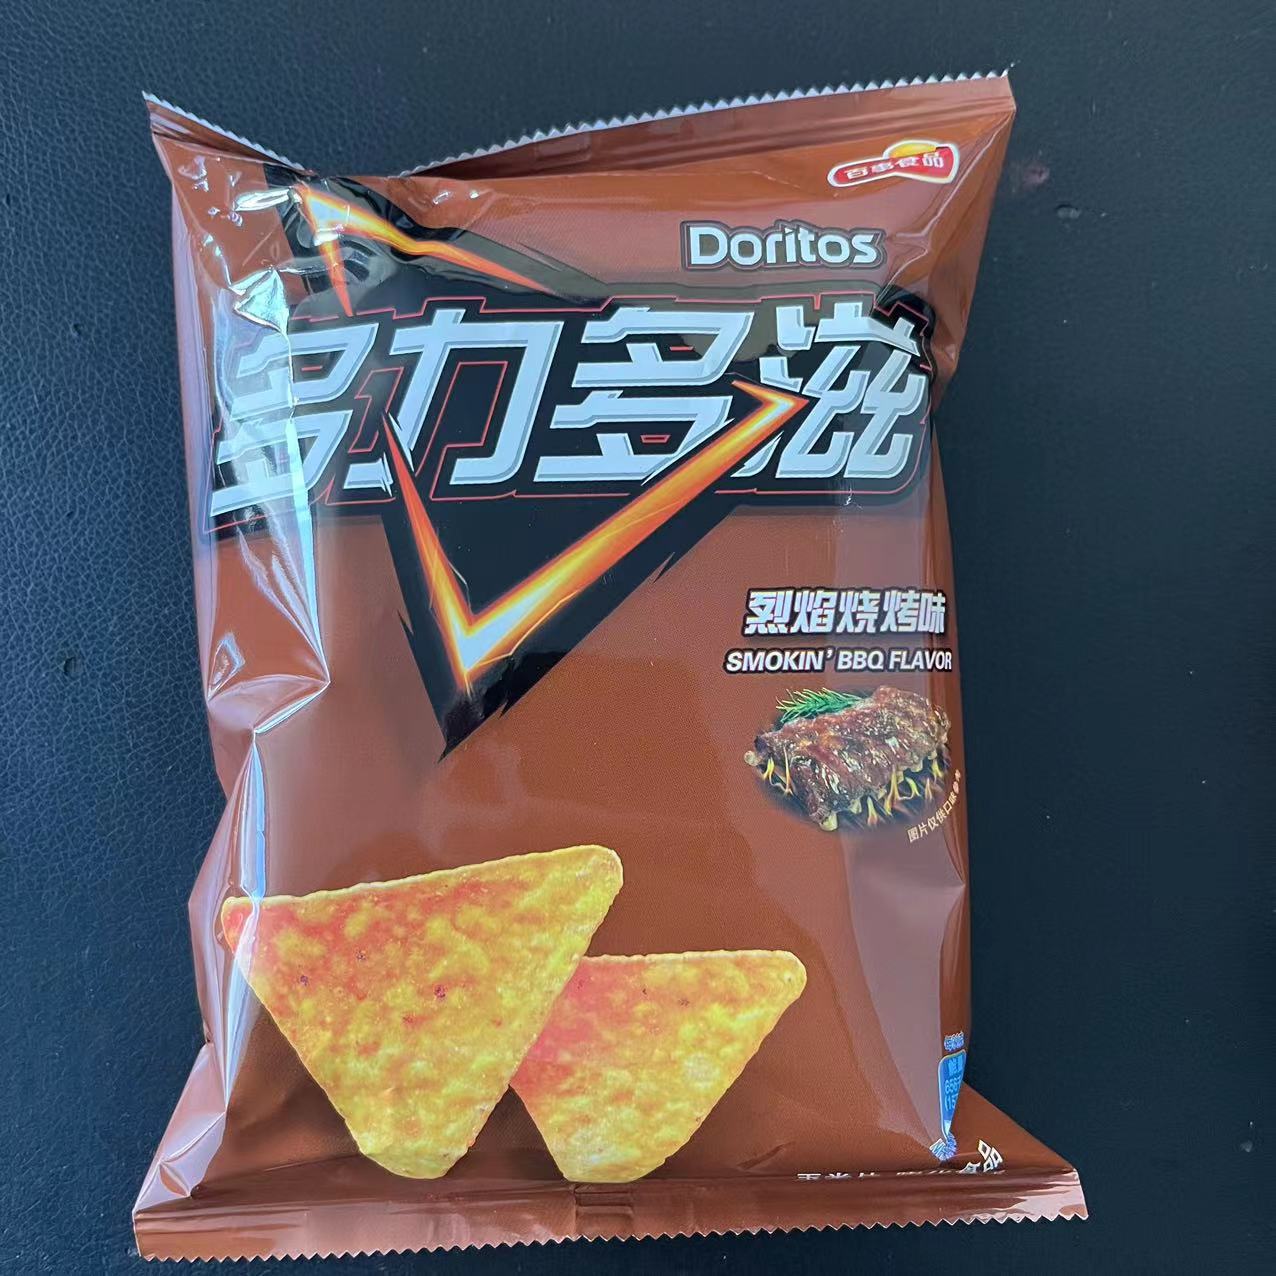 百事食品
Doritos
多力多滋
烈焰烧烤味
SMOKIN' BBQ FLAVOR
图片仅供口味参考